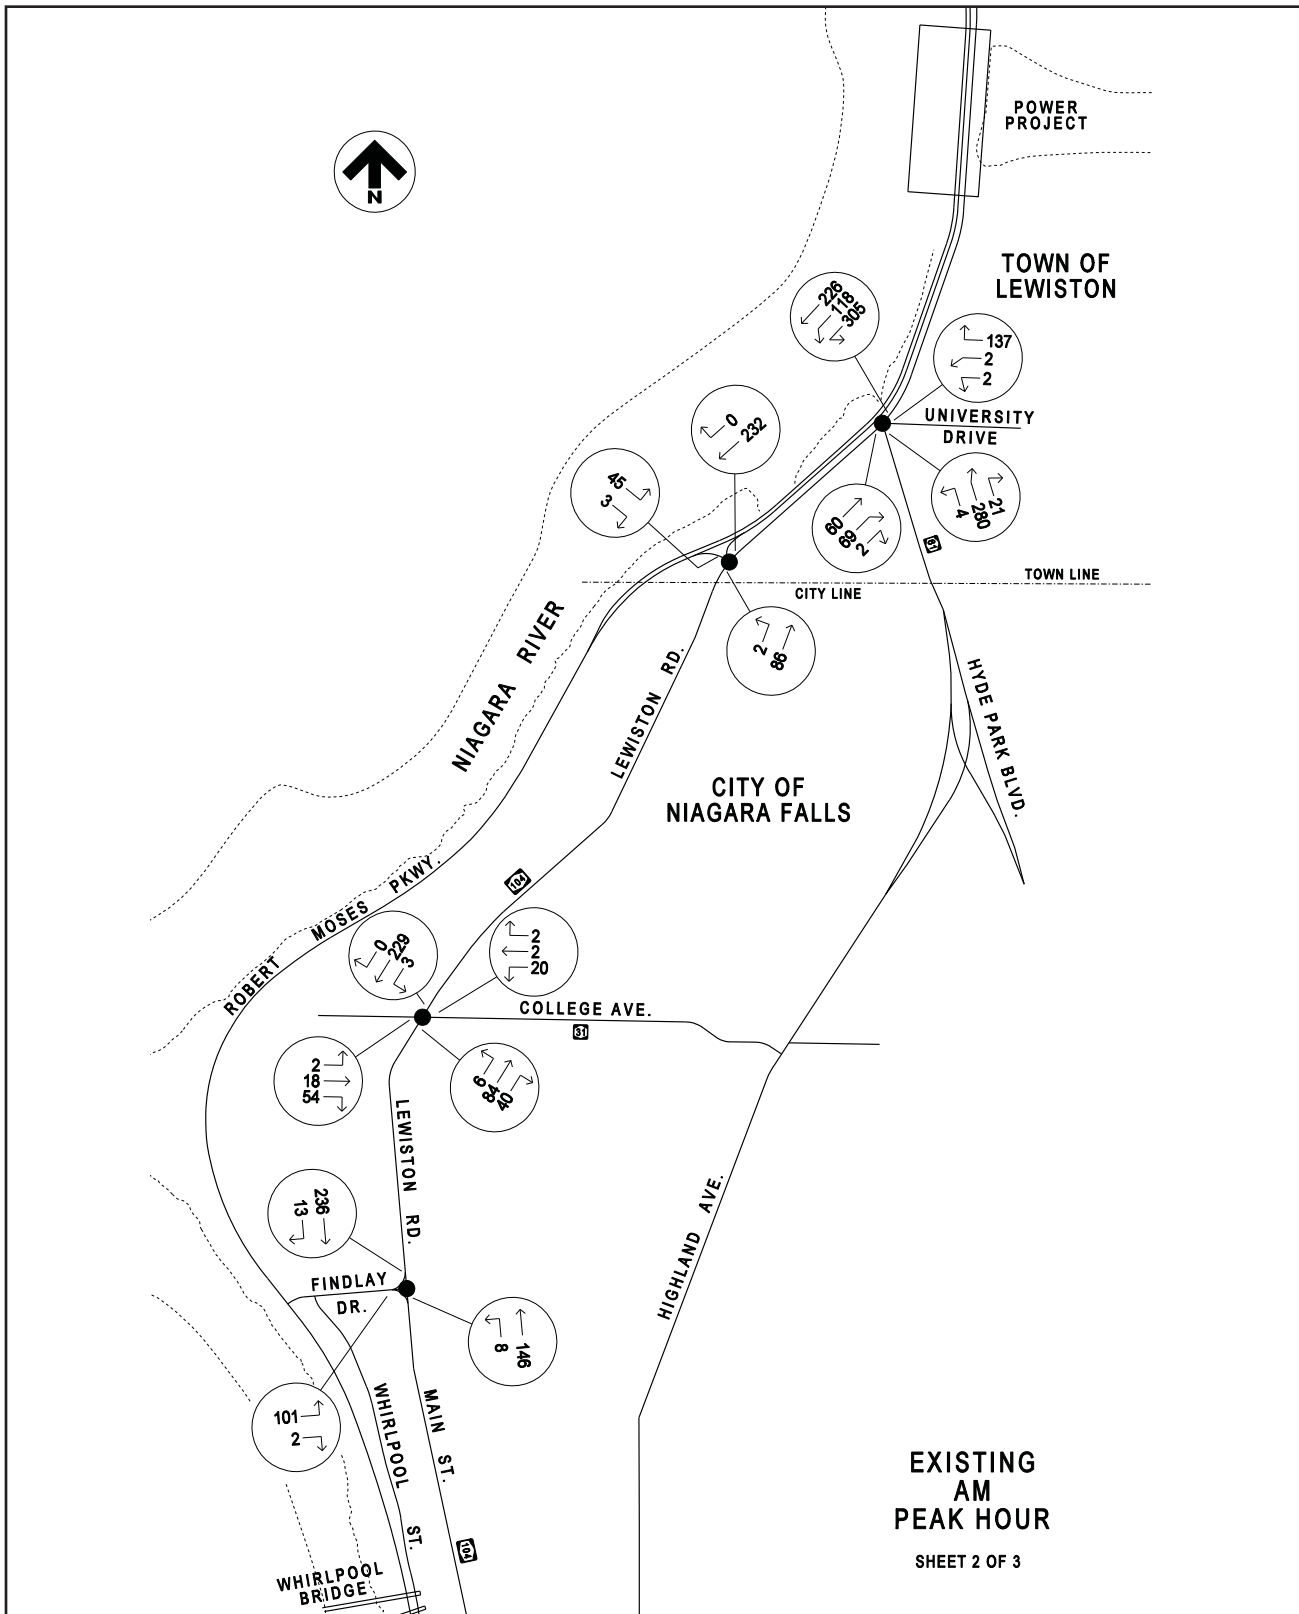 POWER
PROJECT
N
TOWN OF
LEWISTON
226
118
305
137
2
2
UNIVERSITY
DRIVE
0
232
45
3
60
69
2
4
280
21
61
TOWN LINE
CITY LINE
2
86
NIAGARA RIVER
LEWISTON RD.
HYDE PARK BLVD.
CITY OF
NIAGARA FALLS
ROBERT MOSES PKWY.
104
0
229
3
2
2
20
COLLEGE AVE.
31
2
18
54
6
84
40
LEWISTON RD.
HIGHLAND AVE.
13
236
FINDLAY
DR.
8
146
101
2
WHIRLPOOL ST.
MAIN ST.
104
WHIRLPOOL
BRIDGE
EXISTING
AM
PEAK HOUR
SHEET 2 OF 3